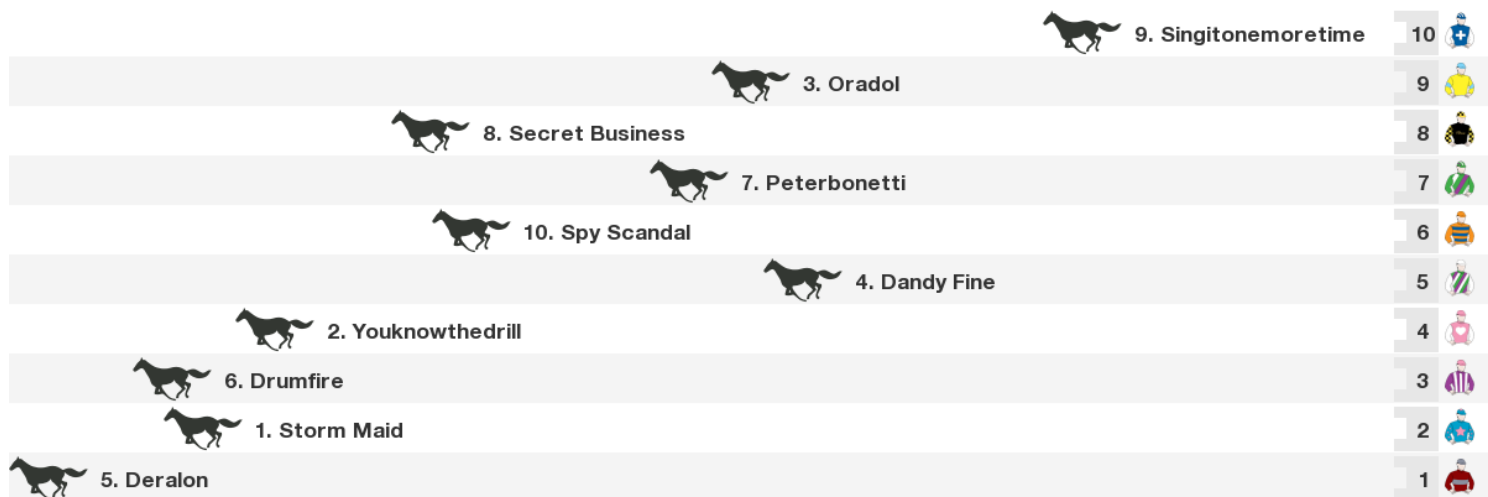 9. Singitonemoretime 10
3. Oradol 9
8. Secret Business 8
7. Peterbonetti 7
10. Spy Scandal 6
4. Dandy Fine 5
2. Youknowthedrill 4
6. Drumfire 3
1. Storm Maid 2
5. Deralon 1